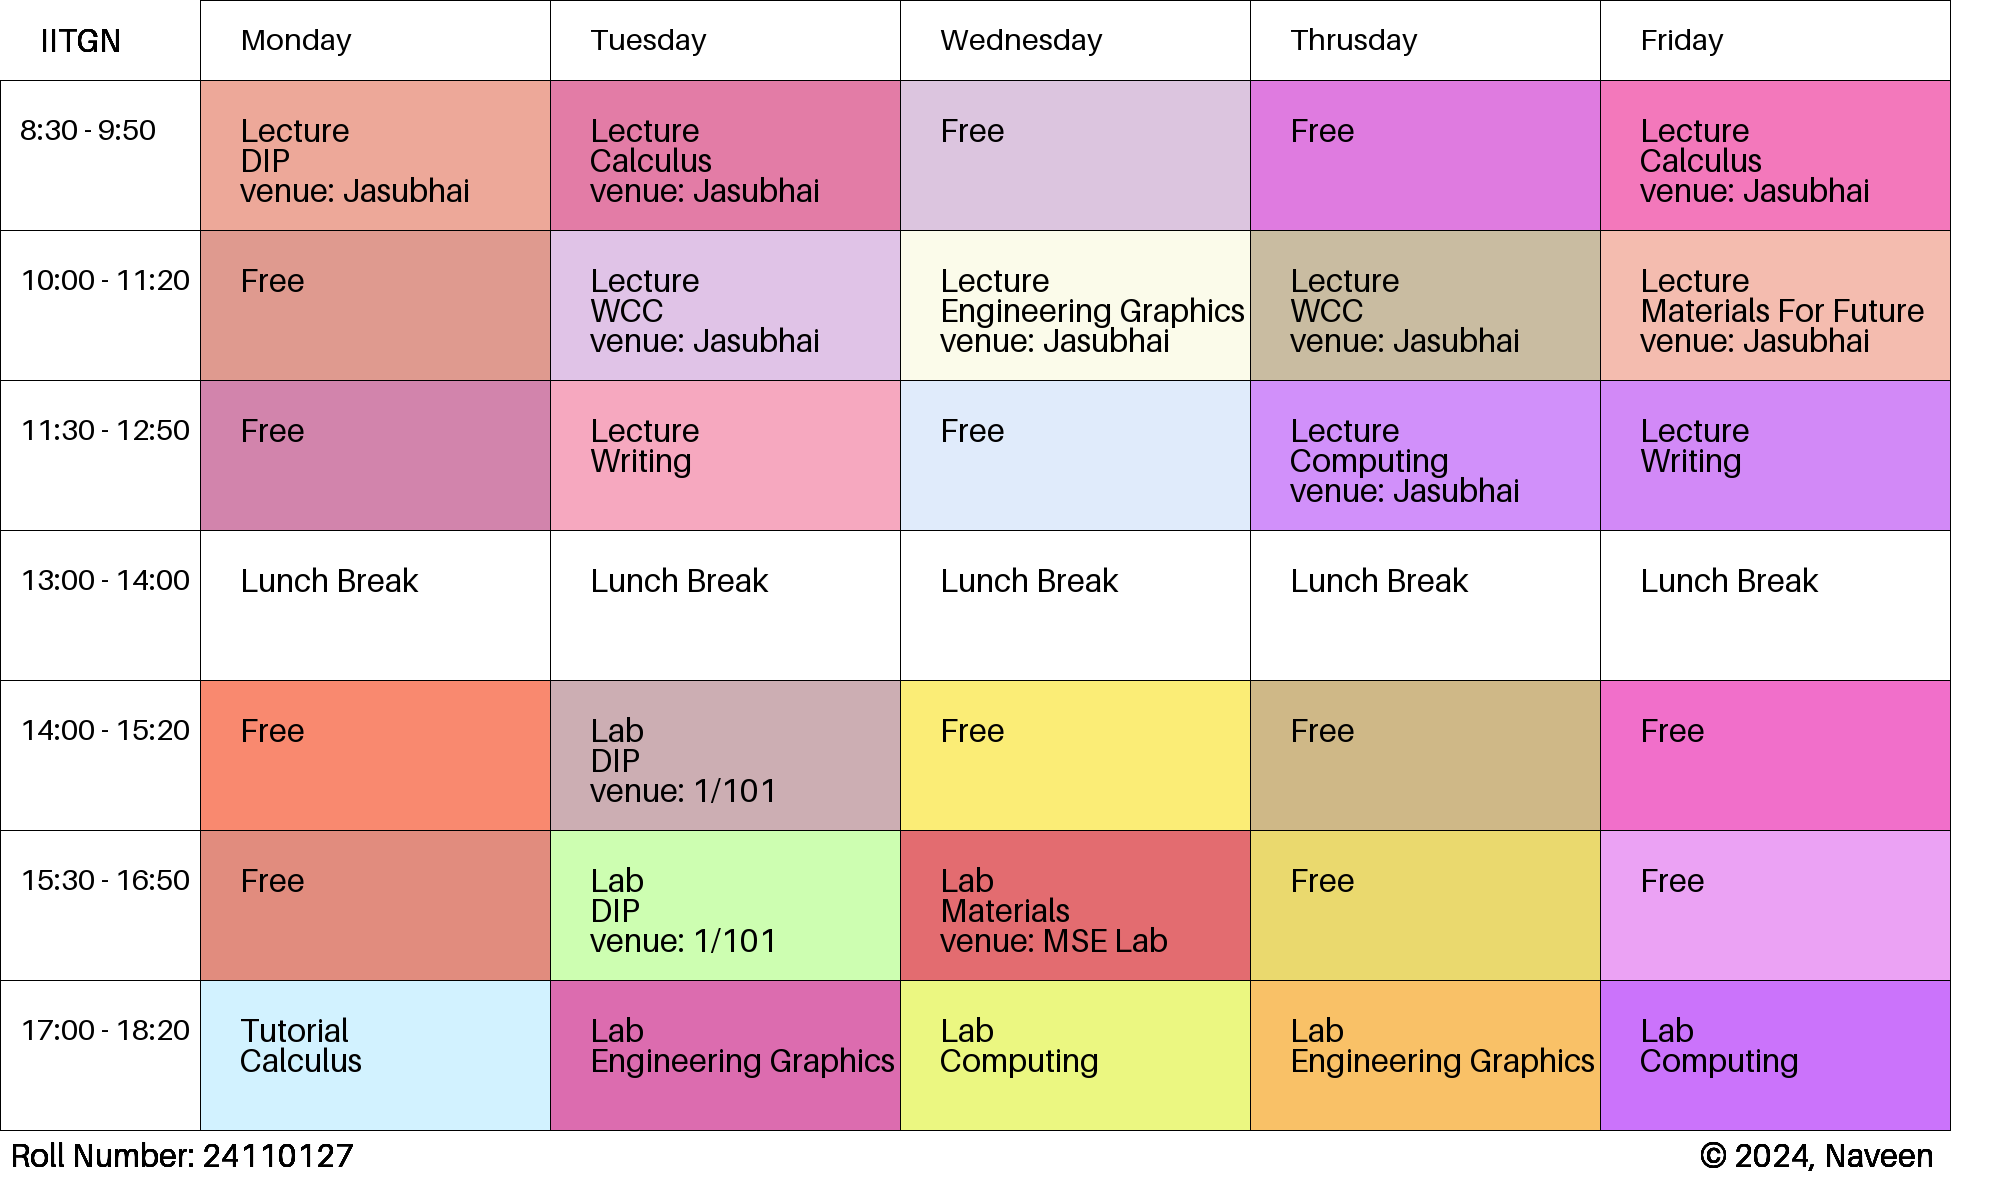 IITGN Monday Tuesday Wednesday Thrusday Friday
8:30 - 9:50
Lecture
DIP
venue: Jasubhai
Lecture
Calculus
venue: Jasubhai
Free
Free
Lecture
Calculus
venue: Jasubhai
10:00 - 11:20
Free
Lecture
WCC
venue: Jasubhai
Lecture
Engineering Graphics
venue: Jasubhai
Lecture
WCC
venue: Jasubhai
Lecture
Materials For Future
venue: Jasubhai
11:30 - 12:50
Free
Lecture
Writing
Free
Lecture
Computing
venue: Jasubhai
Lecture
Writing
13:00 - 14:00
Lunch Break
Lunch Break
Lunch Break
Lunch Break
Lunch Break
14:00 - 15:20
Free
Lab
DIP
venue: 1/101
Free
Free
Free
15:30 - 16:50
Free
Lab
DIP
venue: 1/101
Lab
Materials
venue: MSE Lab
Free
Free
17:00 - 18:20
Tutorial
Calculus
Lab
Engineering Graphics
Lab
Computing
Lab
Engineering Graphics
Lab
Computing
Roll Number: 24110127
© 2024, Naveen